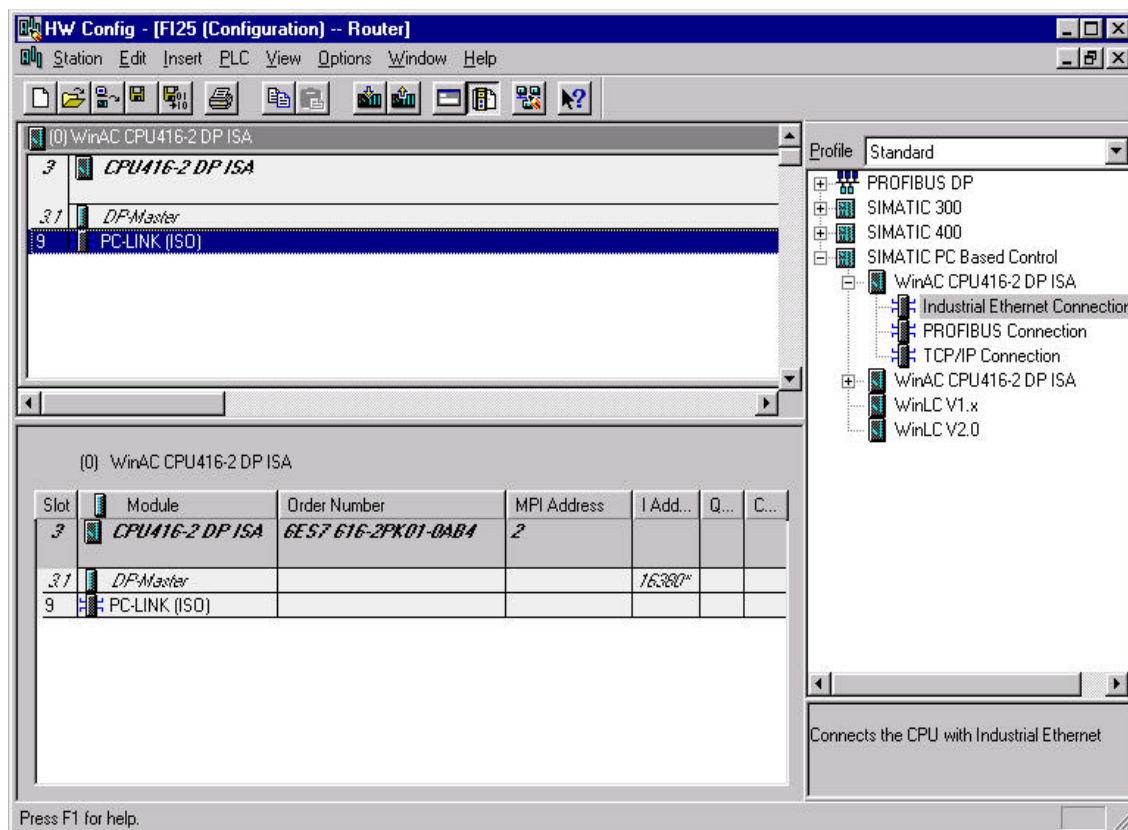 HW Config - [FI25 (Configuration) -- Router]
Station Edit Insert PLC View Options Window Help
(0) WinAC CPU416-2 DP ISA
3 CPU416-2 DP ISA
3.1 DP-Master
9 PC-LINK (ISO)
(0) WinAC CPU416-2 DP ISA
Slot Module Order Number MPI Address I Add... Q... C...
3 CPU416-2 DP ISA 6ES7 616-2PK01-0AB4 2
3.1 DP-Master 16380*
9 PC-LINK (ISO)
Profile Standard
PROFIBUS DP
SIMATIC 300
SIMATIC 400
SIMATIC PC Based Control
WinAC CPU416-2 DP ISA
Industrial Ethernet Connection
PROFIBUS Connection
TCP/IP Connection
WinAC CPU416-2 DP ISA
WinLC V1.x
WinLC V2.0
Connects the CPU with Industrial Ethernet
Press F1 for help.